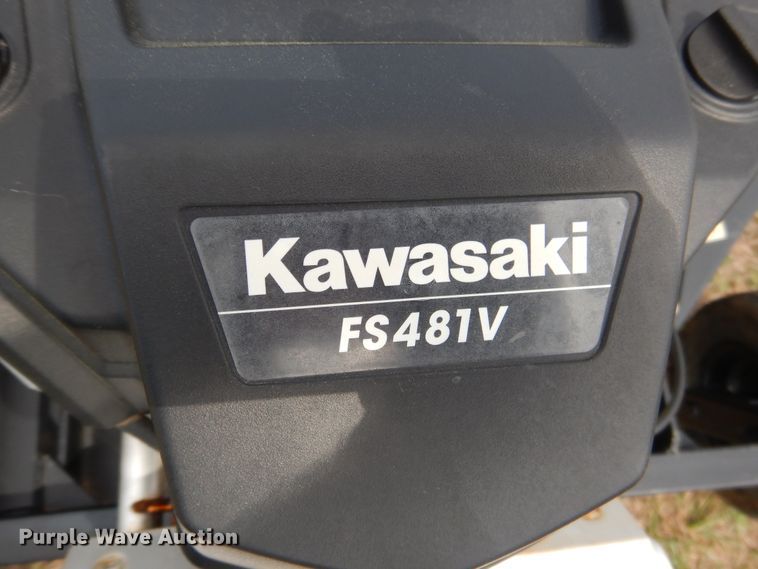 Kawasaki
FS481V
Purple Wave Auction